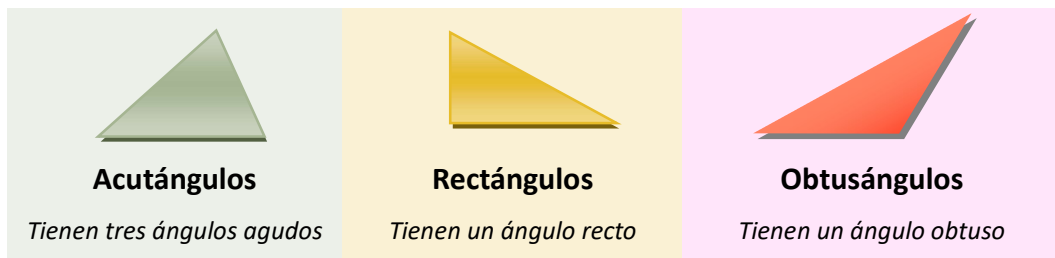 Acutángulos
Tienen tres ángulos agudos
Rectángulos
Tienen un ángulo recto
Obtusángulos
Tienen un ángulo obtuso